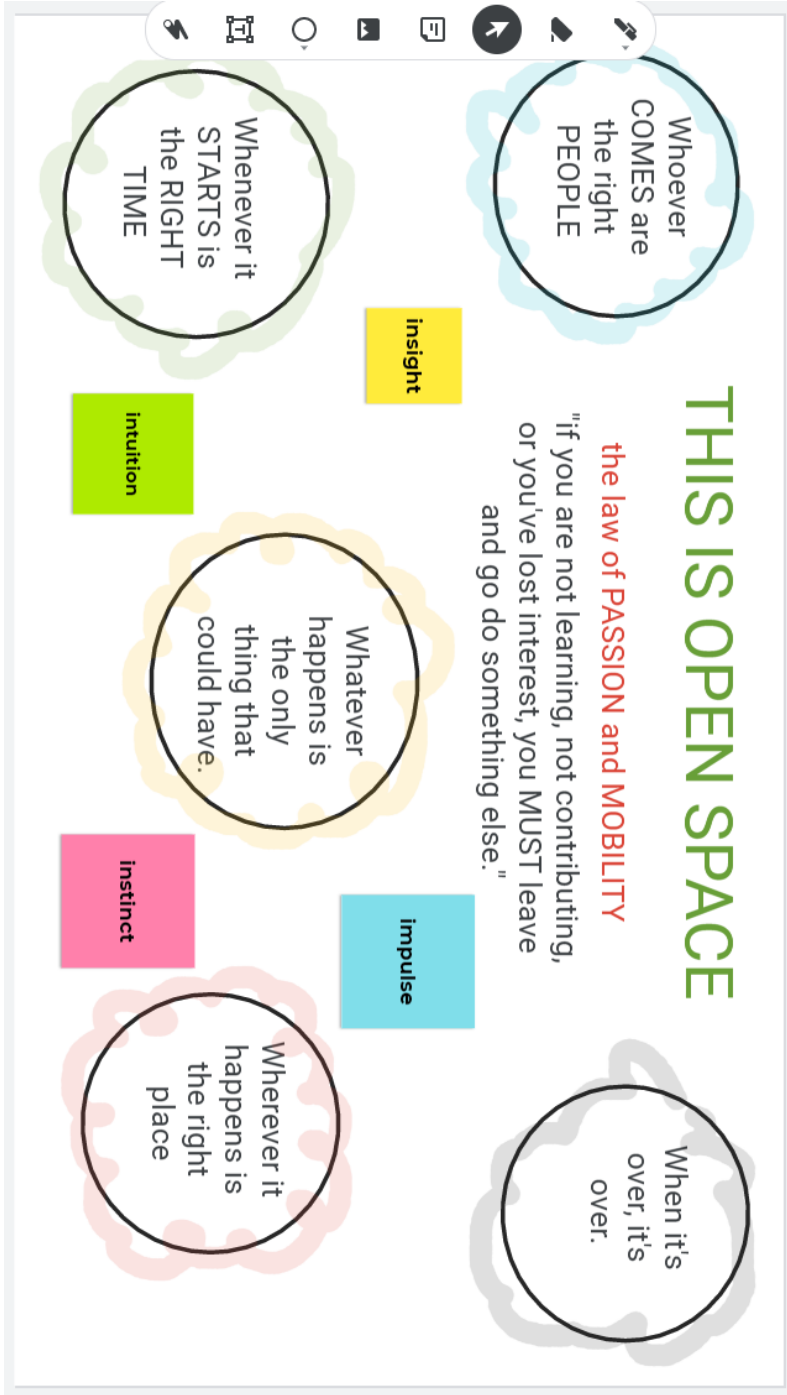 THIS IS OPEN SPACE
the law of PASSION and MOBILITY
"if you are not learning, not contributing,
or you've lost interest, you MUST leave
and go do something else."
Whoever
COMES are
the right
PEOPLE
When it's
over, it's
over.
insight
impulse
Whenever it
STARTS is
the RIGHT
TIME
intuition
Whatever
happens is
the only
thing that
could have.
instinct
Wherever it
happens is
the right
place